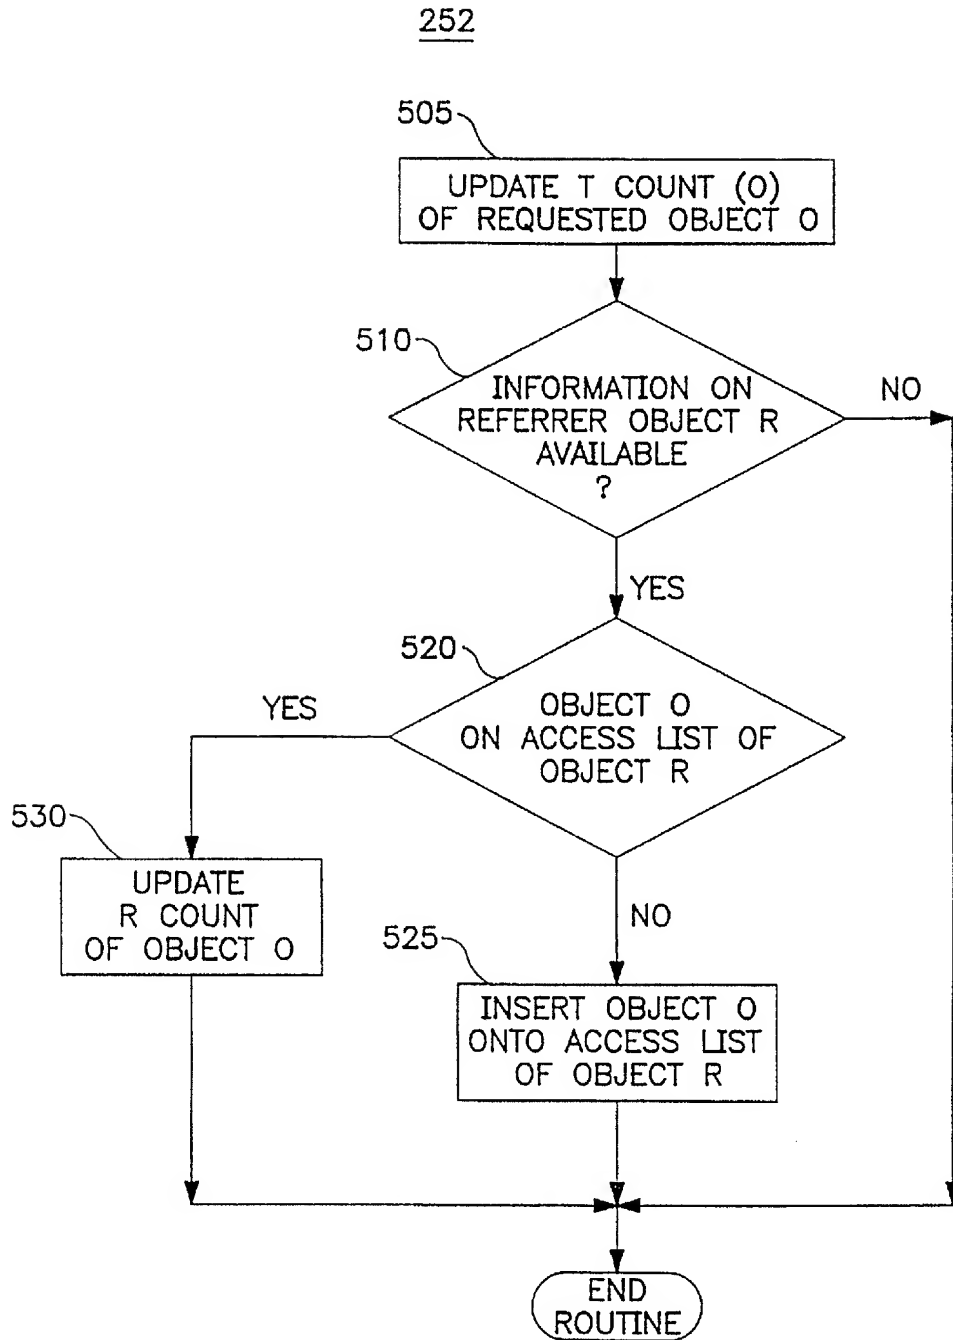 252
505
UPDATE T COUNT (O)
OF REQUESTED OBJECT O
510
INFORMATION ON
REFERRER OBJECT R
AVAILABLE
?
NO
YES
520
OBJECT O
ON ACCESS LIST OF
OBJECT R
YES
530
UPDATE
R COUNT
OF OBJECT O
NO
525
INSERT OBJECT O
ONTO ACCESS LIST
OF OBJECT R
END
ROUTINE